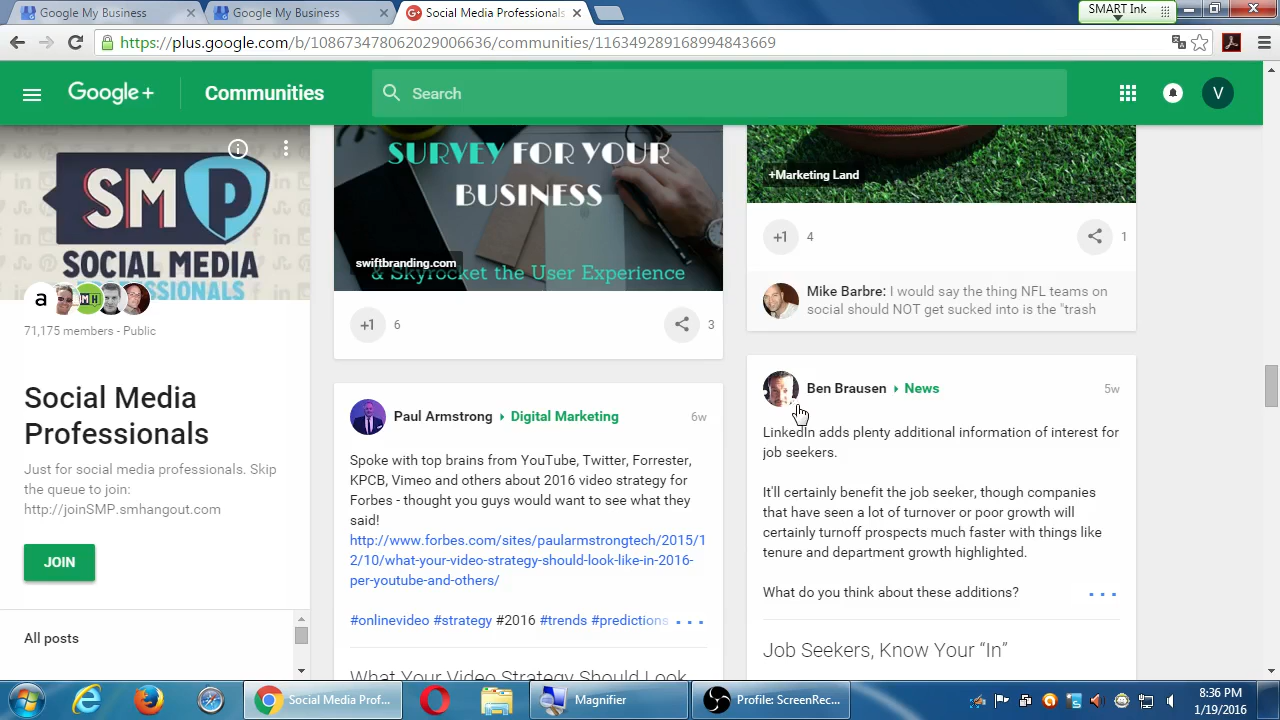 Google My Business
Google My Business
Social Media Professionals
SMART Ink
https://plus.google.com/b/108673478062029006636/communities/116349289168994843669
Google+
Communities
Search
V
SMP
SOCIAL MEDIA
PROFESSIONALS
71,175 members - Public
Social Media
Professionals
Just for social media professionals. Skip
the queue to join:
http://joinSMP.smhangout.com
JOIN
All posts
SURVEY FOR YOUR
BUSINESS
swiftbranding.com
& Skyrocket the User Experience
+1
6
3
Paul Armstrong
Digital Marketing
6w
Spoke with top brains from YouTube, Twitter, Forrester,
KPCB, Vimeo and others about 2016 video strategy for
Forbes - thought you guys would want to see what they
said!
http://www.forbes.com/sites/paularmstrongtech/2015/1
2/10/what-your-video-strategy-should-look-like-in-2016-
per-youtube-and-others/
#onlinevideo #strategy #2016 #trends #predictions ...
What Your Video Strategy Should Look
+Marketing Land
+1
4
1
Mike Barbre: I would say the thing NFL teams on
social should NOT get sucked into is the "trash
Ben Brausen
News
5w
LinkedIn adds plenty additional information of interest for
job seekers.
It'll certainly benefit the job seeker, though companies
that have seen a lot of turnover or poor growth will
certainly turnoff prospects much faster with things like
tenure and department growth highlighted.
What do you think about these additions?
...
Job Seekers, Know Your “In”
Social Media Prof...
Magnifier
Profile: ScreenRec...
8:36 PM
1/19/2016